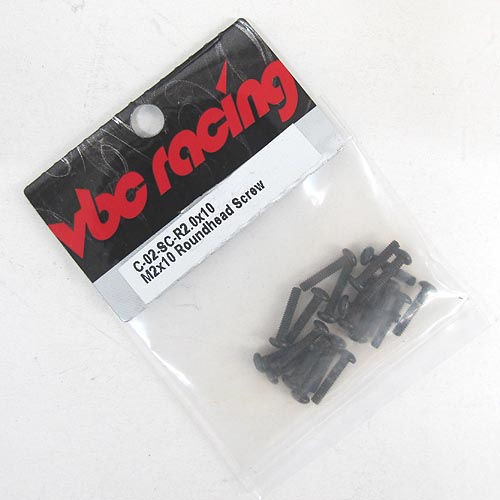 vbc racing
C-02-SC-R2.0x10
M2x10 Roundhead Screw